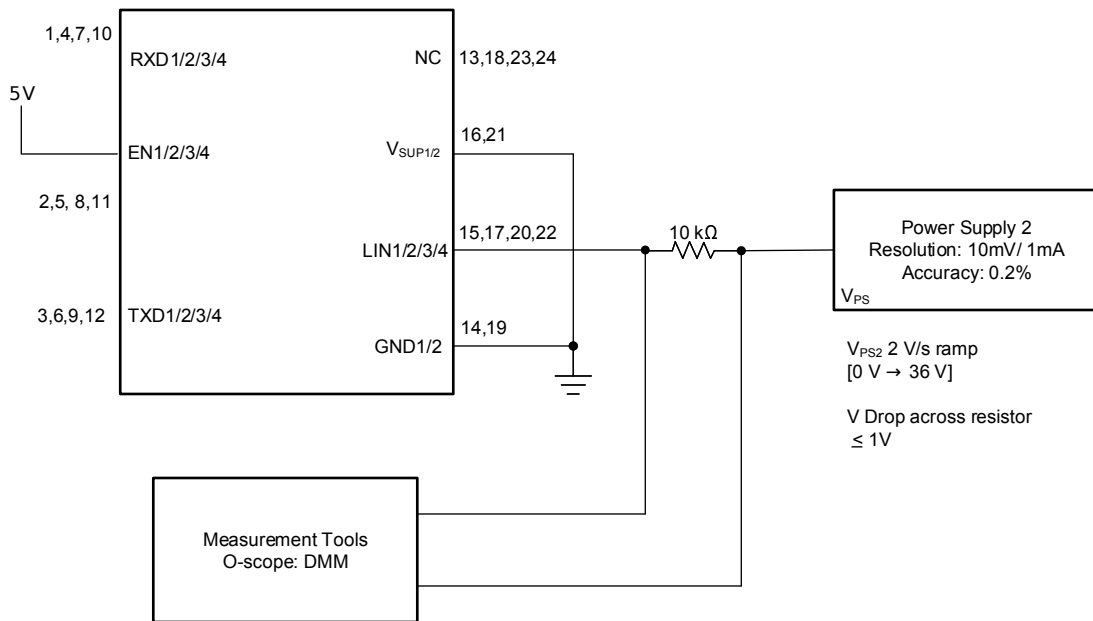 1,4,7,10
RXD1/2/3/4
NC
13,18,23,24
5V
EN1/2/3/4
VSUP1/2
16,21
2,5, 8,11
LIN1/2/3/4
15,17,20,22
10 kΩ
Power Supply 2
Resolution: 10mV/ 1mA
Accuracy: 0.2%
VPS
3,6,9,12
TXD1/2/3/4
GND1/2
14,19
VPS2 2 V/s ramp
[0 V → 36 V]
V Drop across resistor
≤ 1V
Measurement Tools
O-scope: DMM